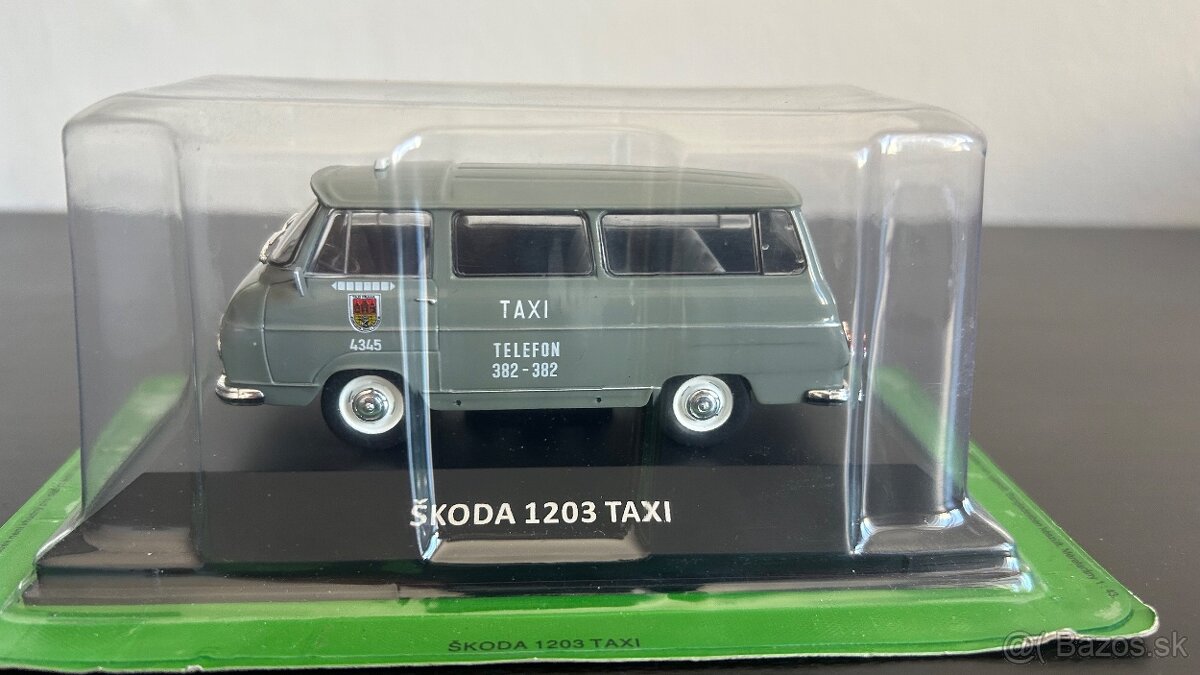 TAXI
4345
TELEFON
382-382
ŠKODA 1203 TAXI
ŠKODA 1203 TAXI
@( Bazos.sk